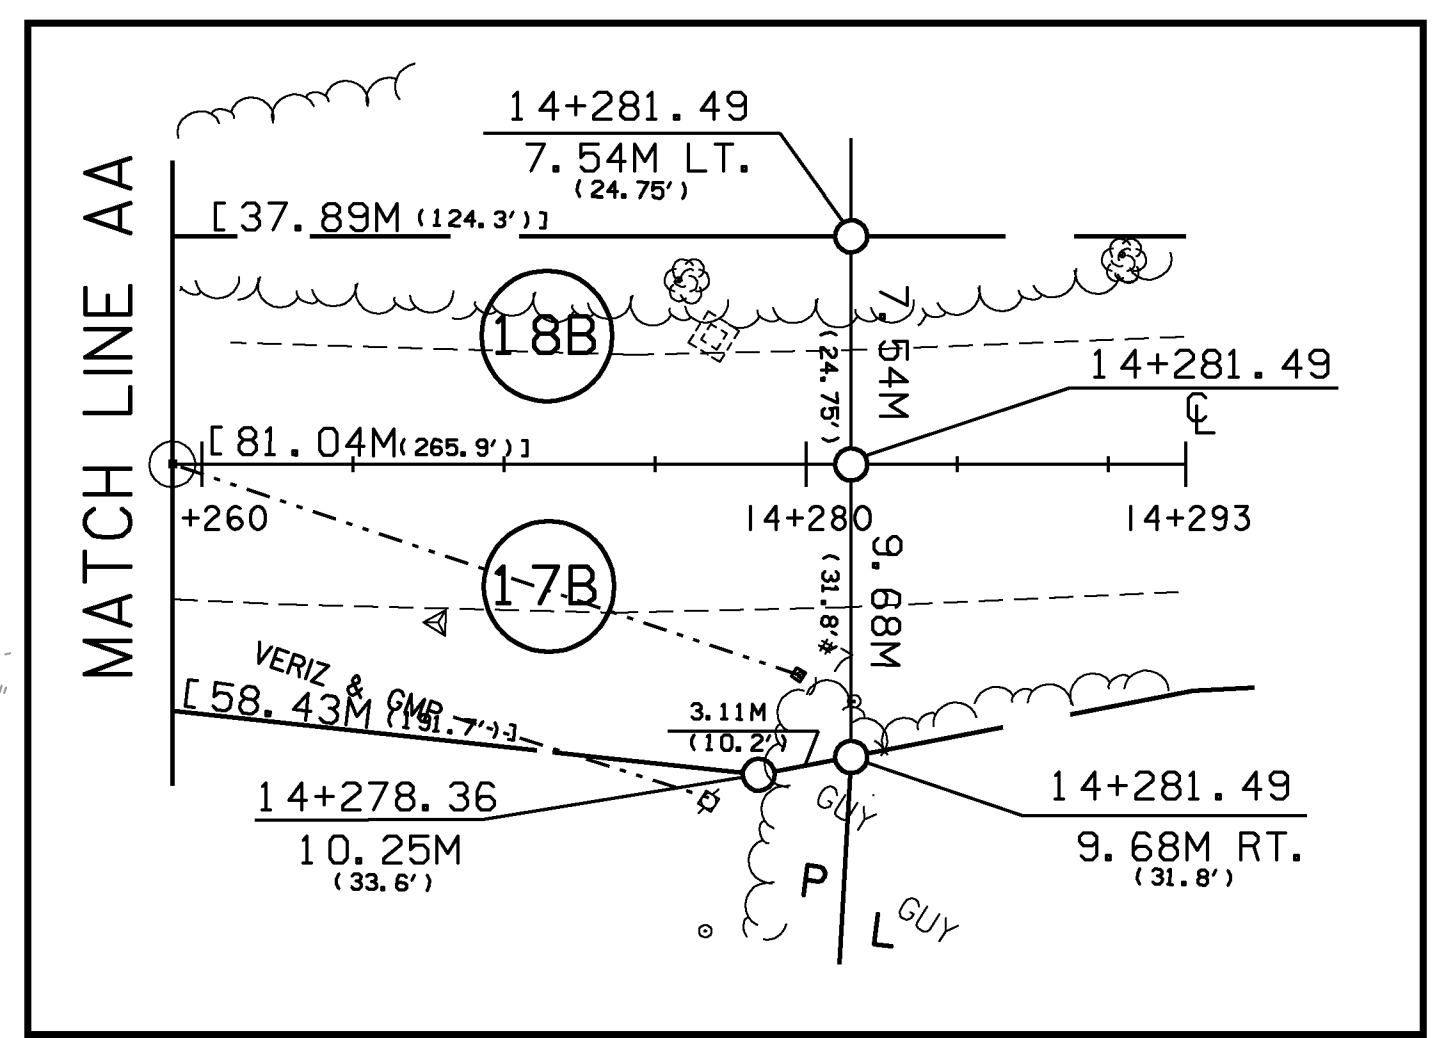 14+281.49
7.54M LT.
(24.75')
[37.89M (124.3')]
MATCH LINE AA
18B
7.54M
(24.75')
14+281.49
℄
[81.04M(265.9')]
+260
14+280
14+293
17B
9.68M
(31.8'#
VERIZ & GMP
[58.43M (191.7')]
3.11M
(10.2')
14+278.36
10.25M
(33.6')
GUY
14+281.49
9.68M RT.
(31.8')
P
L
GUY